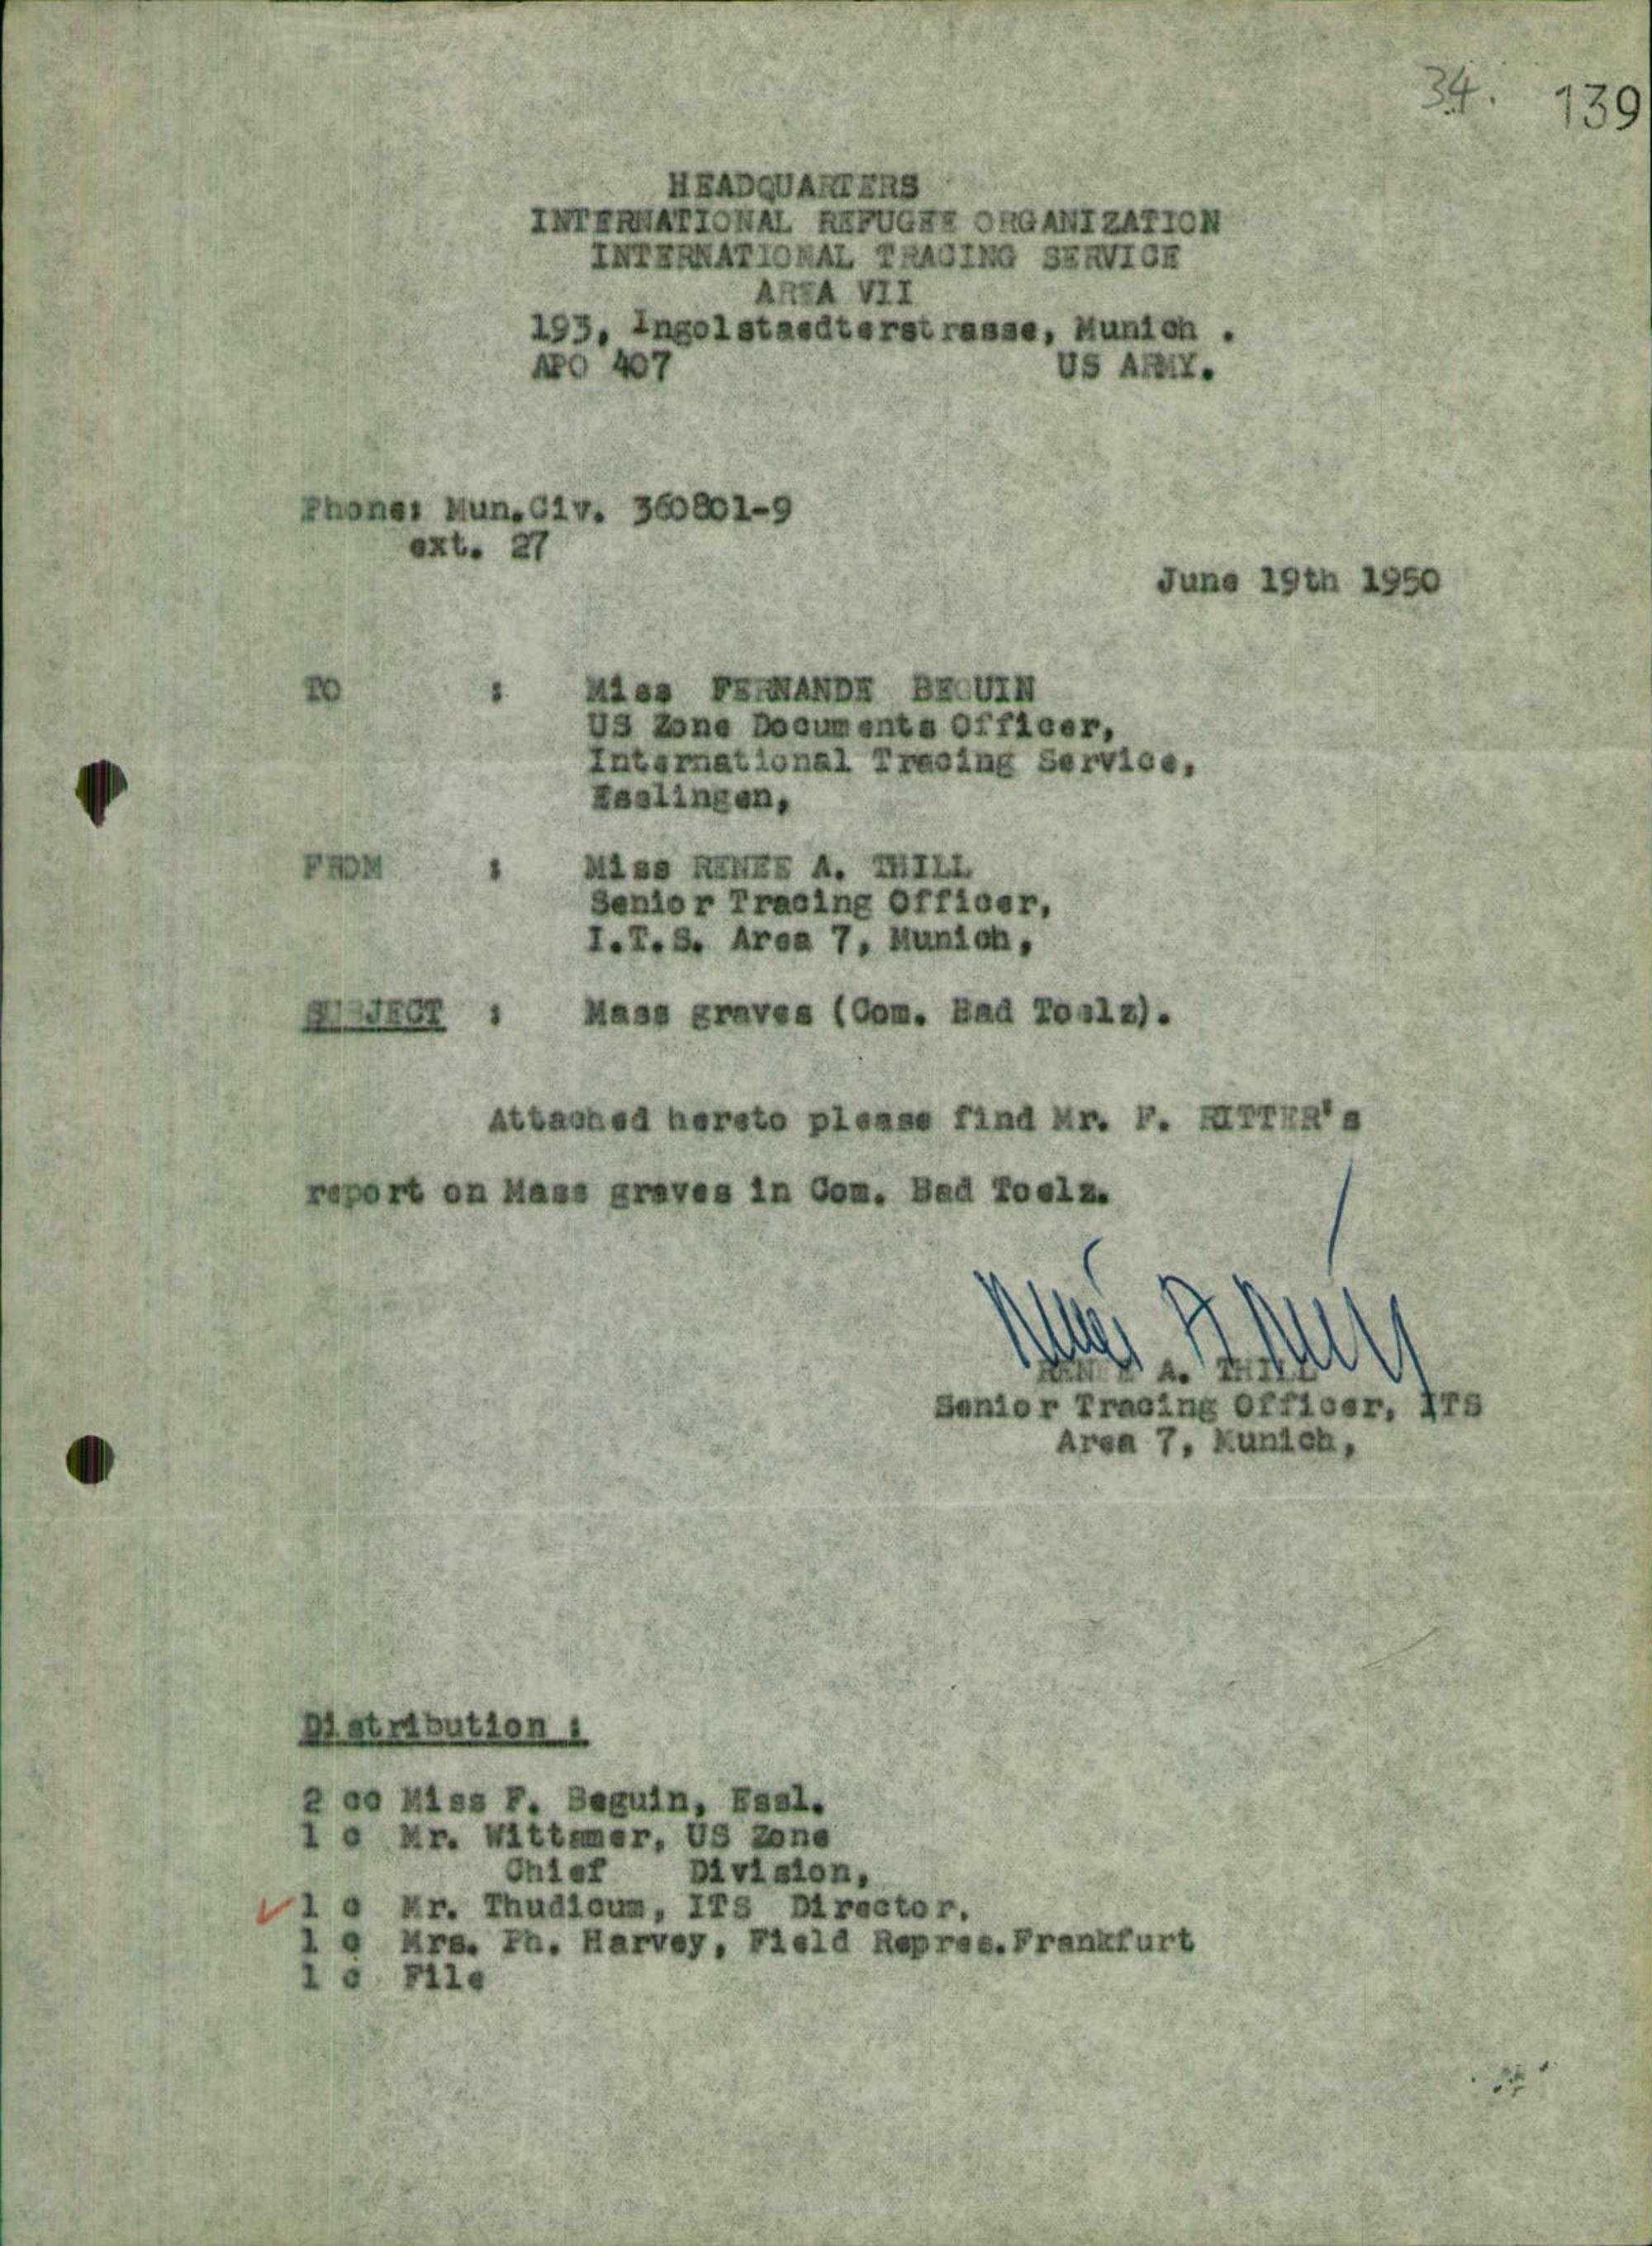 34. 139
HEADQUARTERS
INTERNATIONAL REFUGEE ORGANIZATION
INTERNATIONAL TRACING SERVICE
AREA VII
193, Ingolstaedterstrasse, Munich .
APO 407 US ARMY.
Phone: Mun.Civ. 360801-9
ext. 27
June 19th 1950
TO : Miss FERNANDE BEGUIN
US Zone Documents Officer,
International Tracing Service,
Esslingen,
FROM : Miss RENEE A. THILL
Senior Tracing Officer,
I.T.S. Area 7, Munich,
SUBJECT : Mass graves (Com. Bad Toelz).
Attached hereto please find Mr. F. RITTER's
report on Mass graves in Com. Bad Toelz.
RENEE A. THILL
Senior Tracing Officer, ITS
Area 7, Munich,
Distribution :
2 cc Miss F. Beguin, Essl.
1 c Mr. Wittamer, US Zone
Chief Division,
1 c Mr. Thudicum, ITS Director.
1 c Mrs. Ph. Harvey, Field Repres.Frankfurt
1 c File